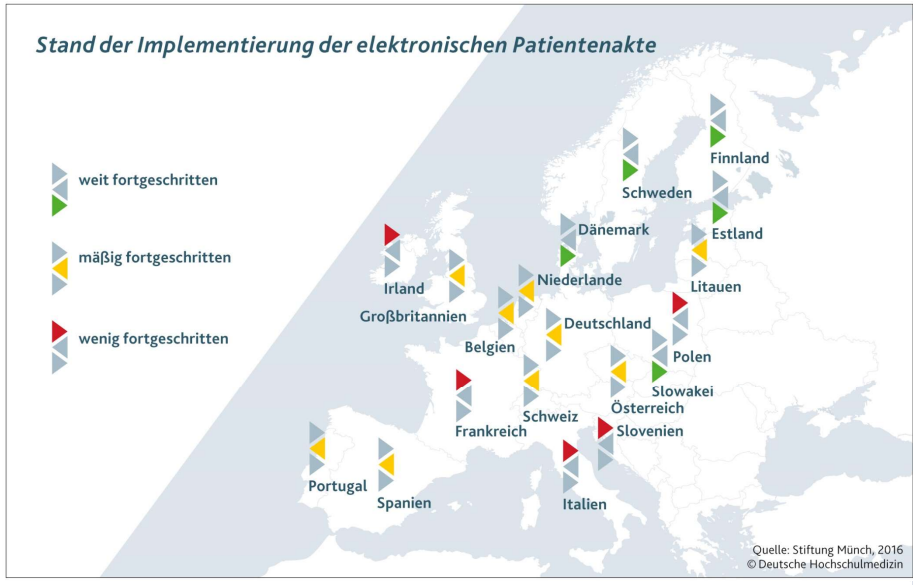 Stand der Implementierung der elektronischen Patientenakte
weit fortgeschritten
mäßig fortgeschritten
wenig fortgeschritten
Finnland
Schweden
Estland
Dänemark
Litauen
Irland
Niederlande
Großbritannien
Deutschland
Belgien
Polen
Slowakei
Österreich
Schweiz
Frankreich
Slovenien
Portugal
Spanien
Italien
Quelle: Stiftung Münch, 2016
© Deutsche Hochschulmedizin